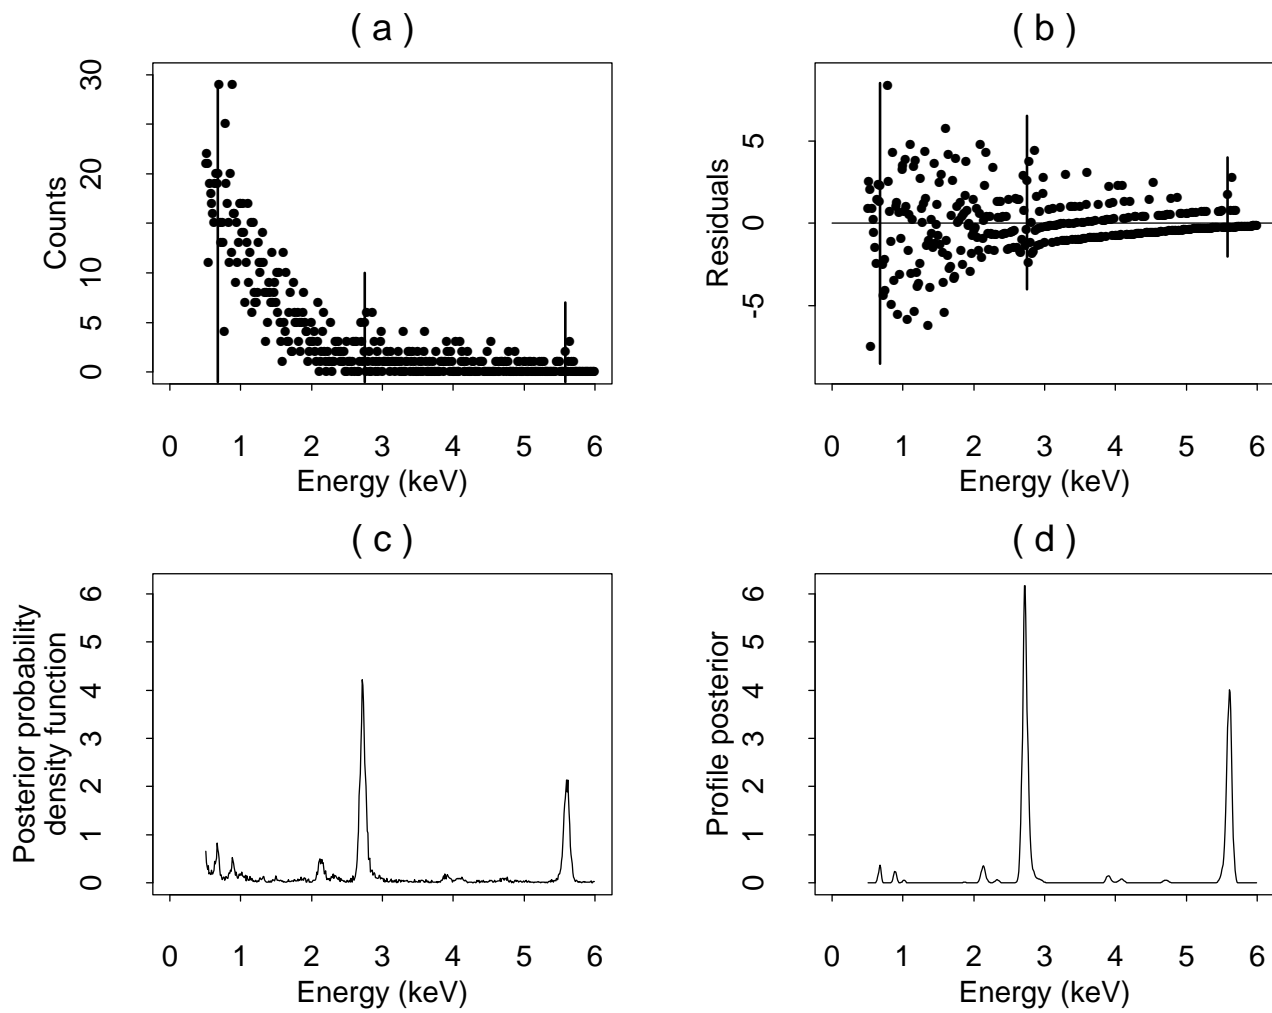 ( a )
Counts
0 5 10 20 30
0 1 2 3 4 5 6
Energy (keV)
( b )
Residuals
-5 0 5
0 1 2 3 4 5 6
Energy (keV)
( c )
Posterior probability
density function
0 1 2 3 4 5 6
0 1 2 3 4 5 6
Energy (keV)
( d )
Profile posterior
0 1 2 3 4 5 6
0 1 2 3 4 5 6
Energy (keV)